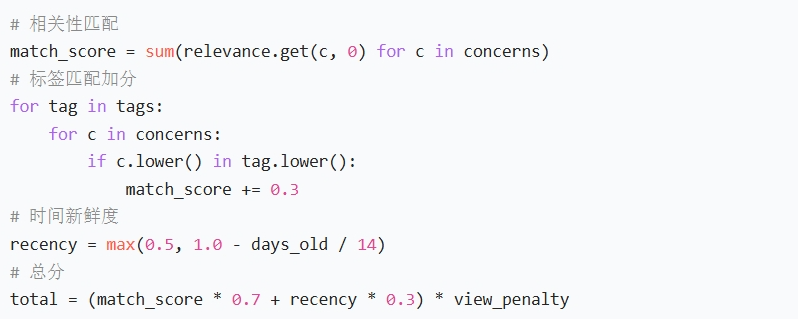 # 相关性匹配
match_score = sum(relevance.get(c, 0) for c in concerns)
# 标签匹配加分
for tag in tags:
    for c in concerns:
        if c.lower() in tag.lower():
            match_score += 0.3
# 时间新鲜度
recency = max(0.5, 1.0 - days_old / 14)
# 总分
total = (match_score * 0.7 + recency * 0.3) * view_penalty